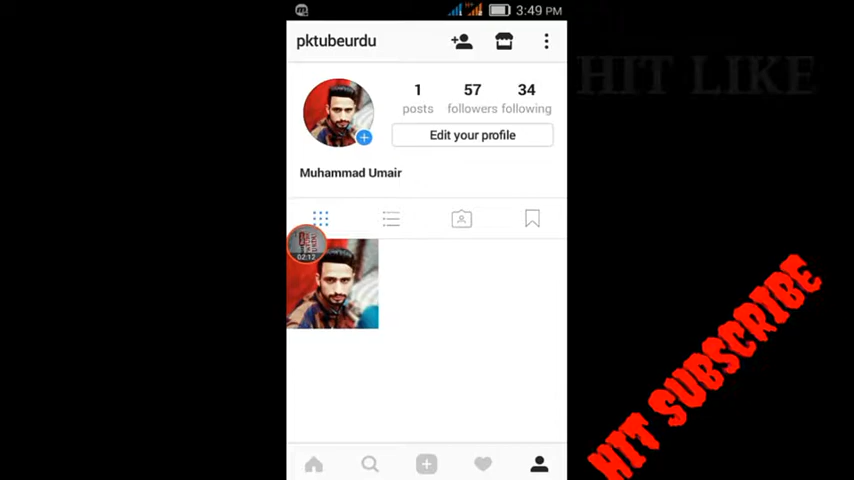 3:49 PM
pktubeurdu
HIT LIKE
1 57 34
posts followers following
Edit your profile
Muhammad Umair
02:12
HIT SUBSCRIBE